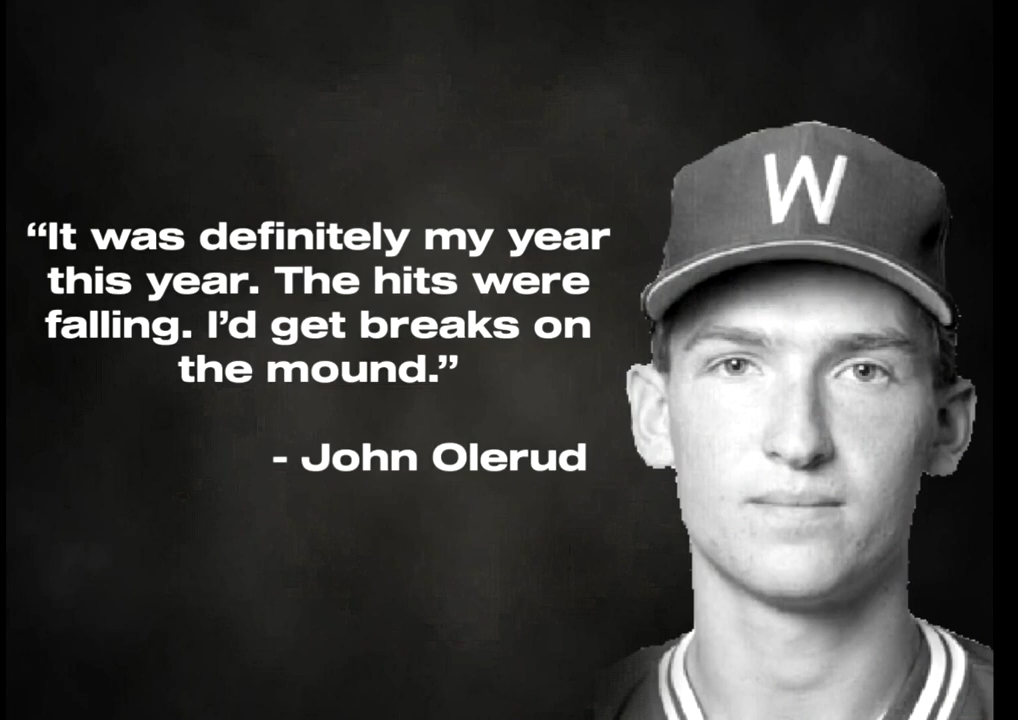 “It was definitely my year
this year. The hits were
falling. I’d get breaks on
the mound.”
- John Olerud
W